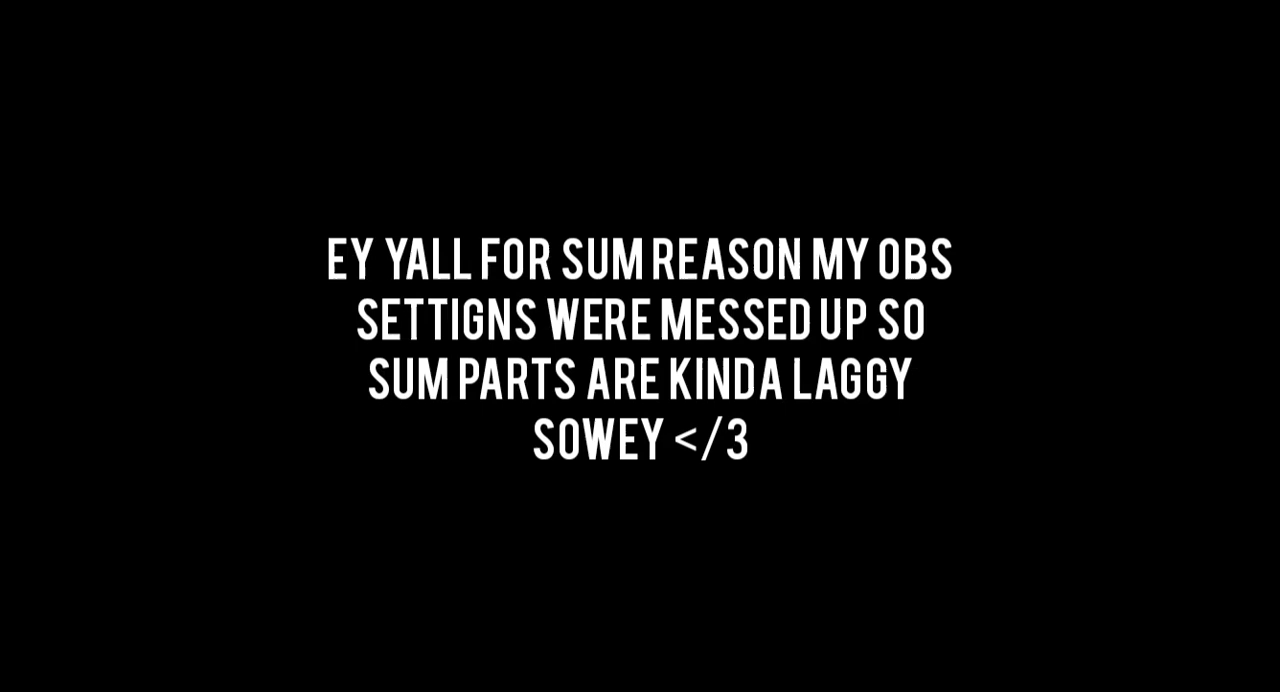 EY YALL FOR SUM REASON MY OBS
SETTIGNS WERE MESSED UP SO
SUM PARTS ARE KINDA LAGGY
SOWEY </3